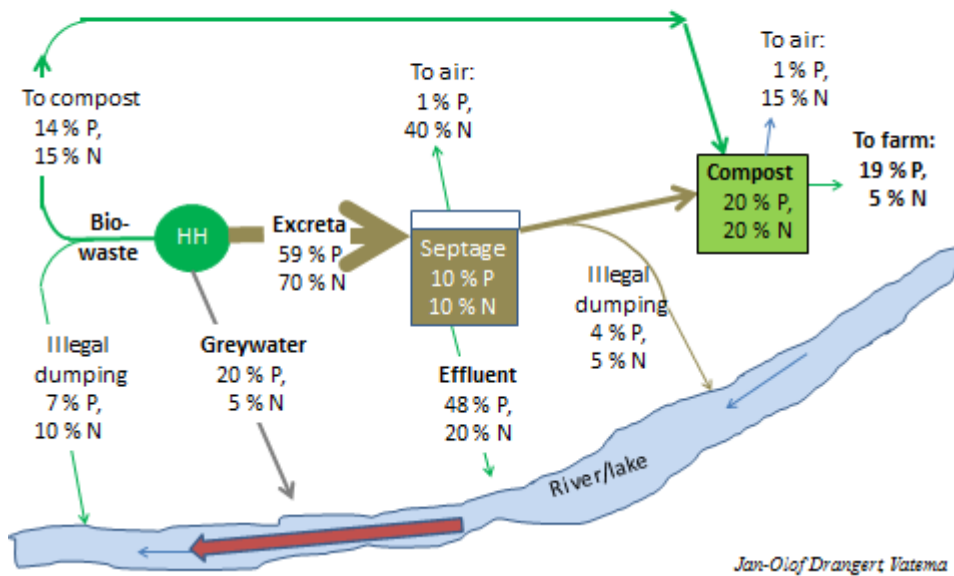 To compost
14 % P,
15 % N
To air:
1 % P,
40 % N
To air:
1 % P,
15 % N
To farm:
19 % P,
5 % N
Compost
20 % P,
20 % N
Bio-
waste
HH
Excreta
59 % P
70 % N
Septage
10 % P
10 % N
Illegal
dumping
7 % P
10 % N
Greywater
20 % P,
5 % N
Effluent
48 % P,
20 % N
Illegal
dumping
4 % P,
5 % N
River/lake
Jan-Olof Drangert, Vatema